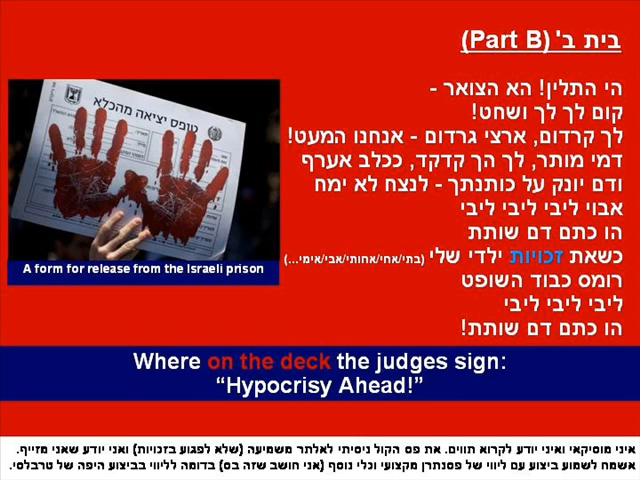 בית ב' (Part B)
הי התלין! הא הצואר -
קום לך לך ושחט!
לך קרדום, ארצי גרדום - אנחנו המעט!
דמי מותר, לך הך קדקד, ככלב אערף
ודם יונק על כותנתך - לנצח לא ימח
אבוי ליבי ליבי ליבי
הו כתם דם שותת
כשאת זכויות ילדי שלי (בתי/אחי/אחותי/אבי/אימי...)
רומס כבוד השופט
ליבי ליבי ליבי
הו כתם דם שותת!
טופס יציאה מהכלא
A form for release from the Israeli prison
Where on the deck the judges sign:
“Hypocrisy Ahead!”
איני מוסיקאי ואיני יודע לקרוא תווים. את פס הקול ניסיתי לאלתר משמיעה (שלא לפגוע בזכויות) ואני יודע שאני מזייף.
אשמח לשמוע ביצוע עם ליווי של פסנתרן מקצועי וכלי נוסף (אני חושב שזה בס) בדומה לליווי בביצוע היפה של טרבלסי.